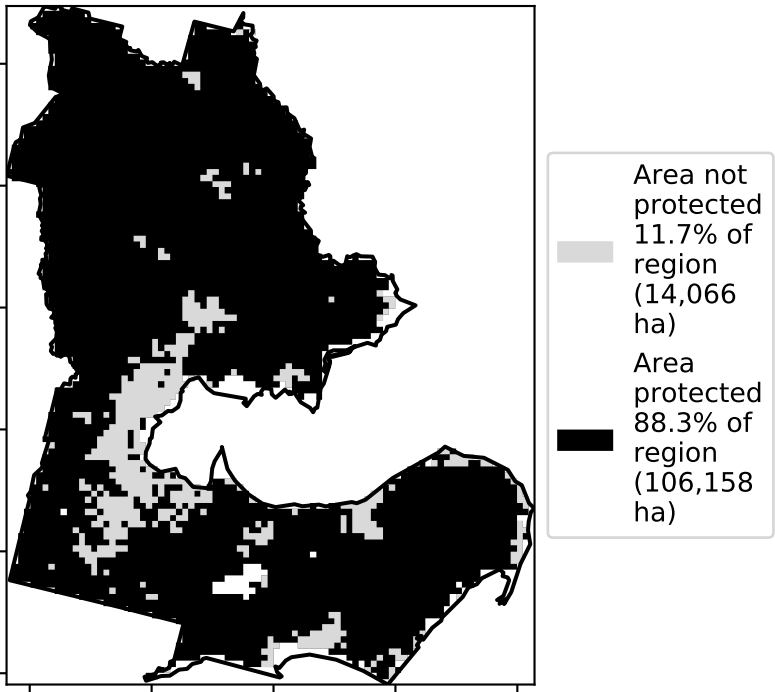 Area not
protected
11.7% of
region
(14,066
ha)
Area
protected
88.3% of
region
(106,158
ha)